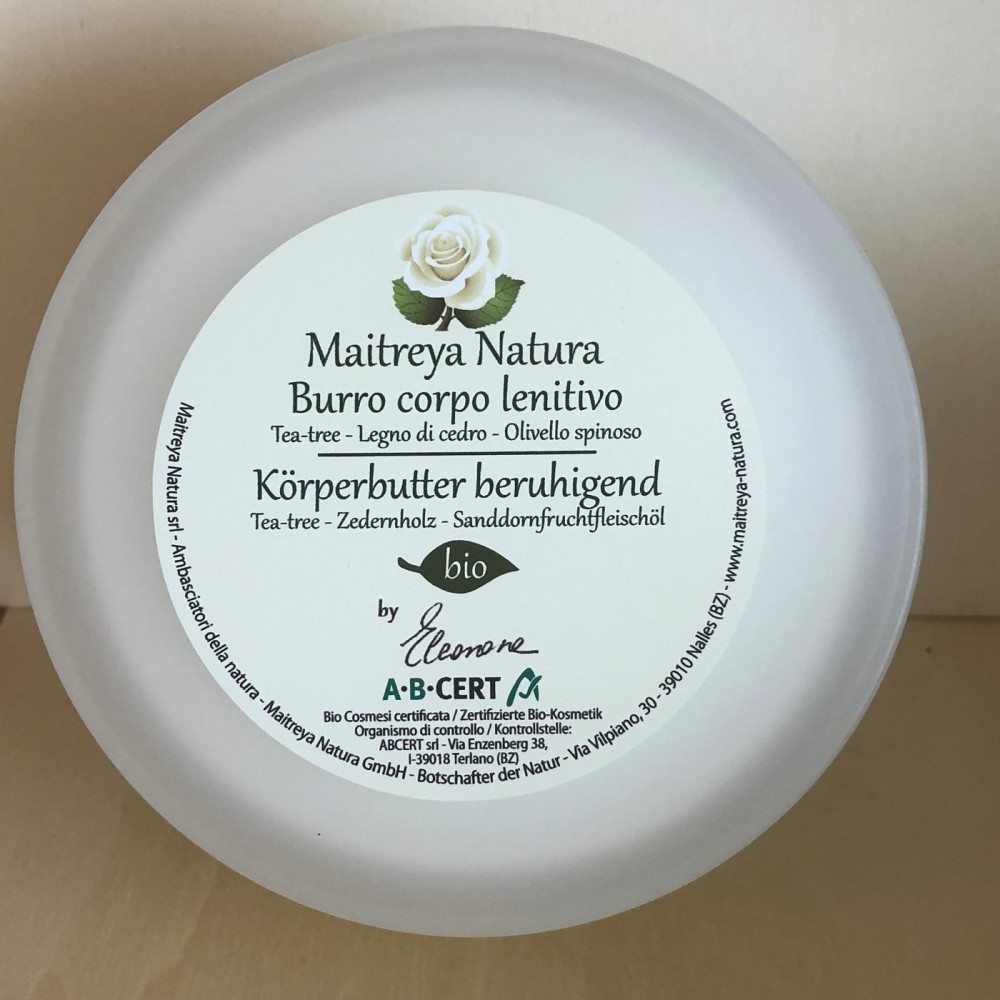 Maitreya Natura
Burro corpo lenitivo
Tea-tree - Legno di cedro - Olivello spinoso
Körperbutter beruhigend
Tea-tree - Zedernholz - Sanddornfruchtfleischöl
bio
by
Eleonora
A·B·CERT
Bio Cosmesi certificata / Zertifizierte Bio-Kosmetik
Organismo di controllo / Kontrollstelle:
ABCERT srl - Via Enzenberg 38,
I-39018 Terlano (BZ)
Maitreya Natura srl - Ambasciatori della natura - Maitreya Natura GmbH - Botschafter der Natur - Via Vilpiano, 30 - 39010 Nalles (BZ) - www.maitreya-natura.com